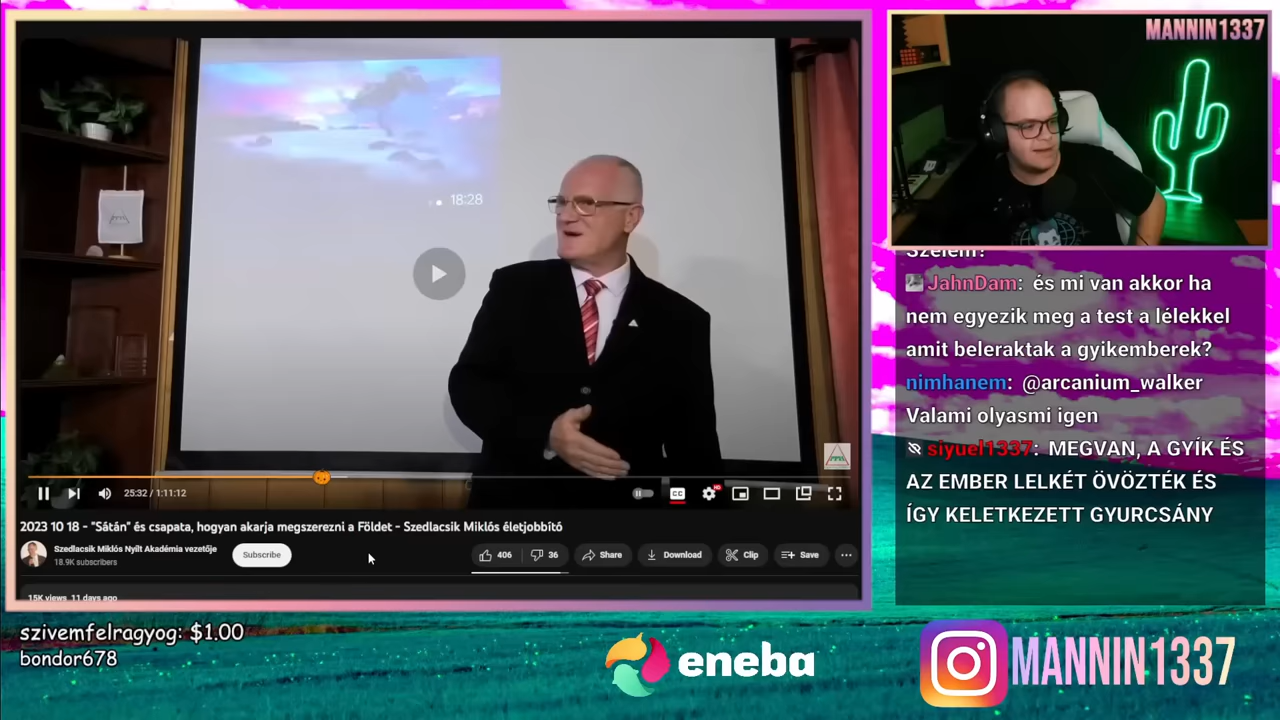 18:28
25:32 / 1:11:12
CC
HD
2023 10 18 - "Sátán" és csapata, hogyan akarja megszerezni a Földet - Szedlacsik Miklós életjobbító
Szedlacsik Miklós Nyílt Akadémia vezetője
18.9K subscribers
Subscribe
406
36
Share
Download
Clip
Save
15K views 11 days ago
MANNIN1337
Szelem?
JahnDam: és mi van akkor ha
nem egyezik meg a test a lélekkel
amit beleraktak a gyikemberek?
nimhanem: @arcanium_walker
Valami olyasmi igen
siyuel1337: MEGVAN, A GYÍK ÉS
AZ EMBER LELKÉT ÖVÖZTÉK ÉS
ÍGY KELETKEZETT GYURCSÁNY
szivemfelragyog: $1.00
bondor678
eneba
MANNIN1337